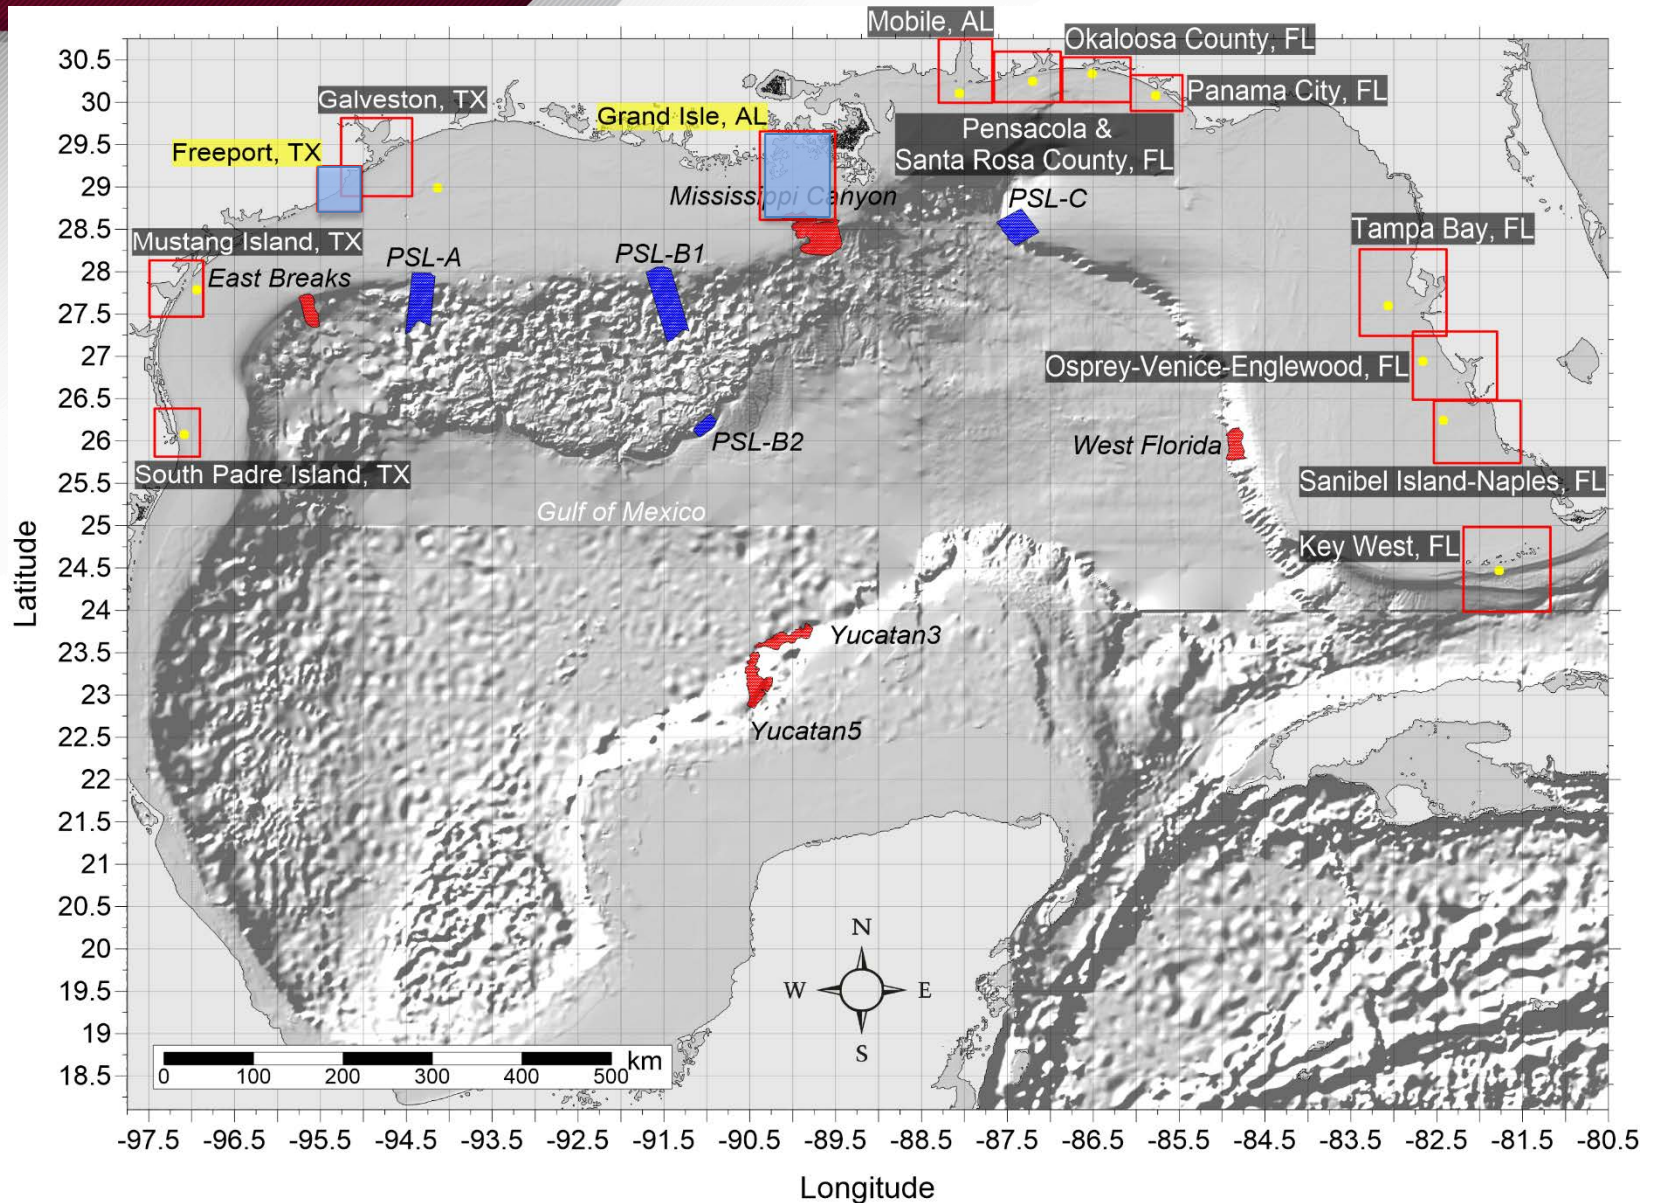 Mobile, AL
Okaloosa County, FL
Panama City, FL
Galveston, TX
Grand Isle, AL
Freeport, TX
Pensacola &
Santa Rosa County, FL
Mississippi Canyon
PSL-C
Mustang Island, TX
East Breaks
PSL-A
PSL-B1
Tampa Bay, FL
Osprey-Venice-Englewood, FL
PSL-B2
West Florida
South Padre Island, TX
Sanibel Island-Naples, FL
Gulf of Mexico
Key West, FL
Yucatan3
Yucatan5
N
W E
S
0 100 200 300 400 500 km
Latitude
30.5
30
29.5
29
28.5
28
27.5
27
26.5
26
25.5
25
24.5
24
23.5
23
22.5
22
21.5
21
20.5
20
19.5
19
18.5
-97.5 -96.5 -95.5 -94.5 -93.5 -92.5 -91.5 -90.5 -89.5 -88.5 -87.5 -86.5 -85.5 -84.5 -83.5 -82.5 -81.5 -80.5
Longitude